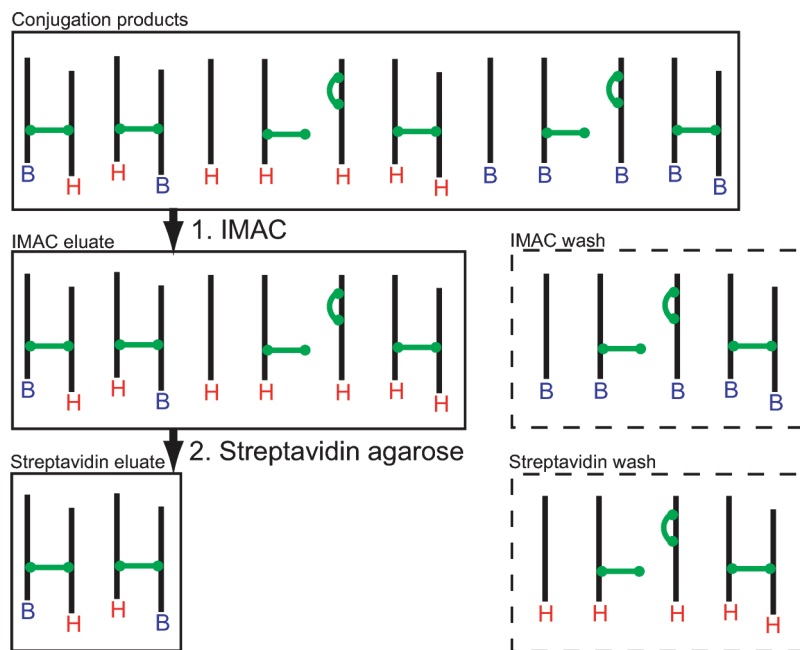 Conjugation products
B H H B H H H H H B B B B B
1. IMAC
IMAC eluate
IMAC wash
B H H B H H H H H
B B B B B
2. Streptavidin agarose
Streptavidin eluate
Streptavidin wash
B H H B
H H H H H